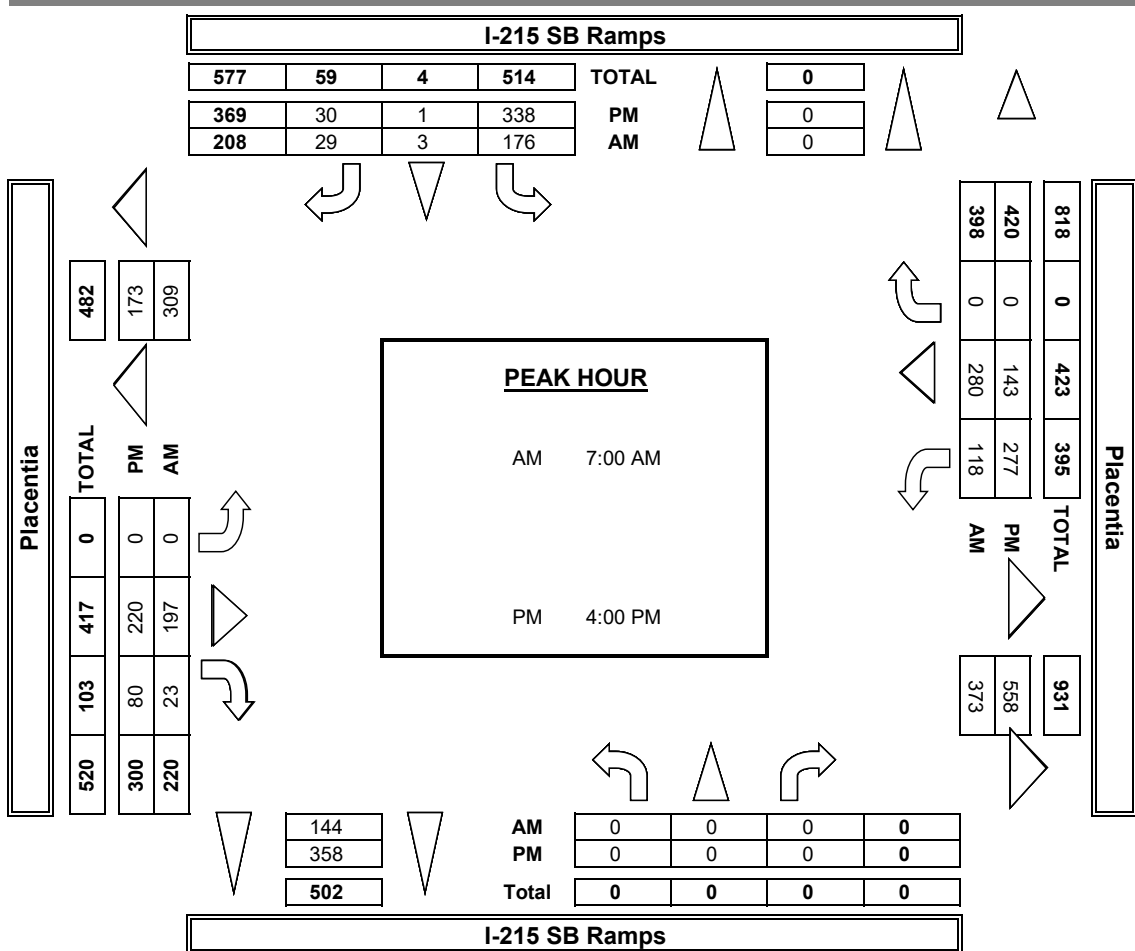 I-215 SB Ramps
577 59 4 514 TOTAL 0
369 30 1 338 PM 0
208 29 3 176 AM 0
Placentia
482
173
309
TOTAL
PM
AM
0 417 103 520
0 220 80 300
0 197 23 220
PEAK HOUR
AM 7:00 AM
PM 4:00 PM
818 0 423 395 TOTAL 931
420 0 143 277 PM 558
398 0 280 118 AM 373
Placentia
144 AM 0 0 0 0
358 PM 0 0 0 0
502 Total 0 0 0 0
I-215 SB Ramps